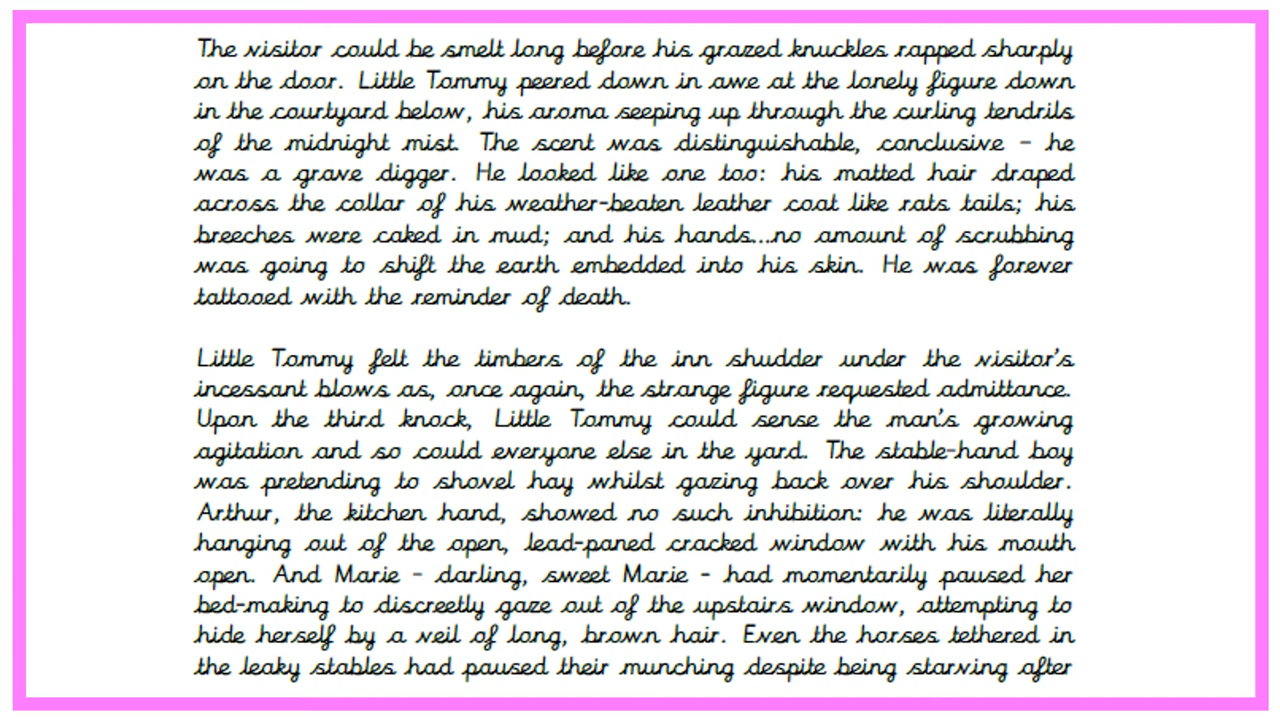 The visitor could be smelt long before his grazed knuckles rapped sharply
on the door. Little Tommy peered down in awe at the lonely figure down
in the courtyard below, his aroma seeping up through the curling tendrils
of the midnight mist. The scent was distinguishable, conclusive – he
was a grave digger. He looked like one too: his matted hair draped
across the collar of his weather-beaten leather coat like rats tails; his
breeches were caked in mud; and his hands...no amount of scrubbing
was going to shift the earth embedded into his skin. He was forever
tattooed with the reminder of death.

Little Tommy felt the timbers of the inn shudder under the visitor's
incessant blows as, once again, the strange figure requested admittance.
Upon the third knock, Little Tommy could sense the man's growing
agitation and so could everyone else in the yard. The stable-hand boy
was pretending to shovel hay whilst gazing back over his shoulder.
Arthur, the kitchen hand, showed no such inhibition: he was literally
hanging out of the open, lead-paned cracked window with his mouth
open. And Marie – darling, sweet Marie - had momentarily paused her
bed-making to discreetly gaze out of the upstairs window, attempting to
hide herself by a veil of long, brown hair. Even the horses tethered in
the leaky stables had paused their munching despite being starving after